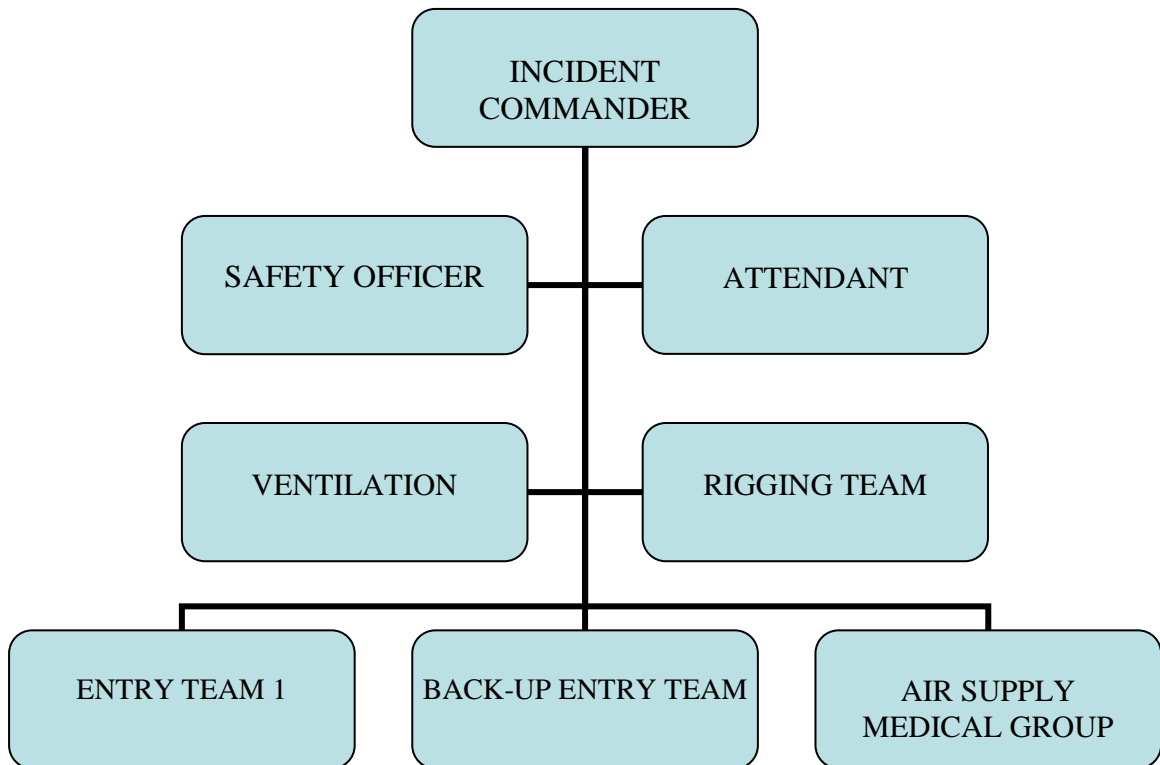 INCIDENT
COMMANDER
SAFETY OFFICER
ATTENDANT
VENTILATION
RIGGING TEAM
ENTRY TEAM 1
BACK-UP ENTRY TEAM
AIR SUPPLY
MEDICAL GROUP